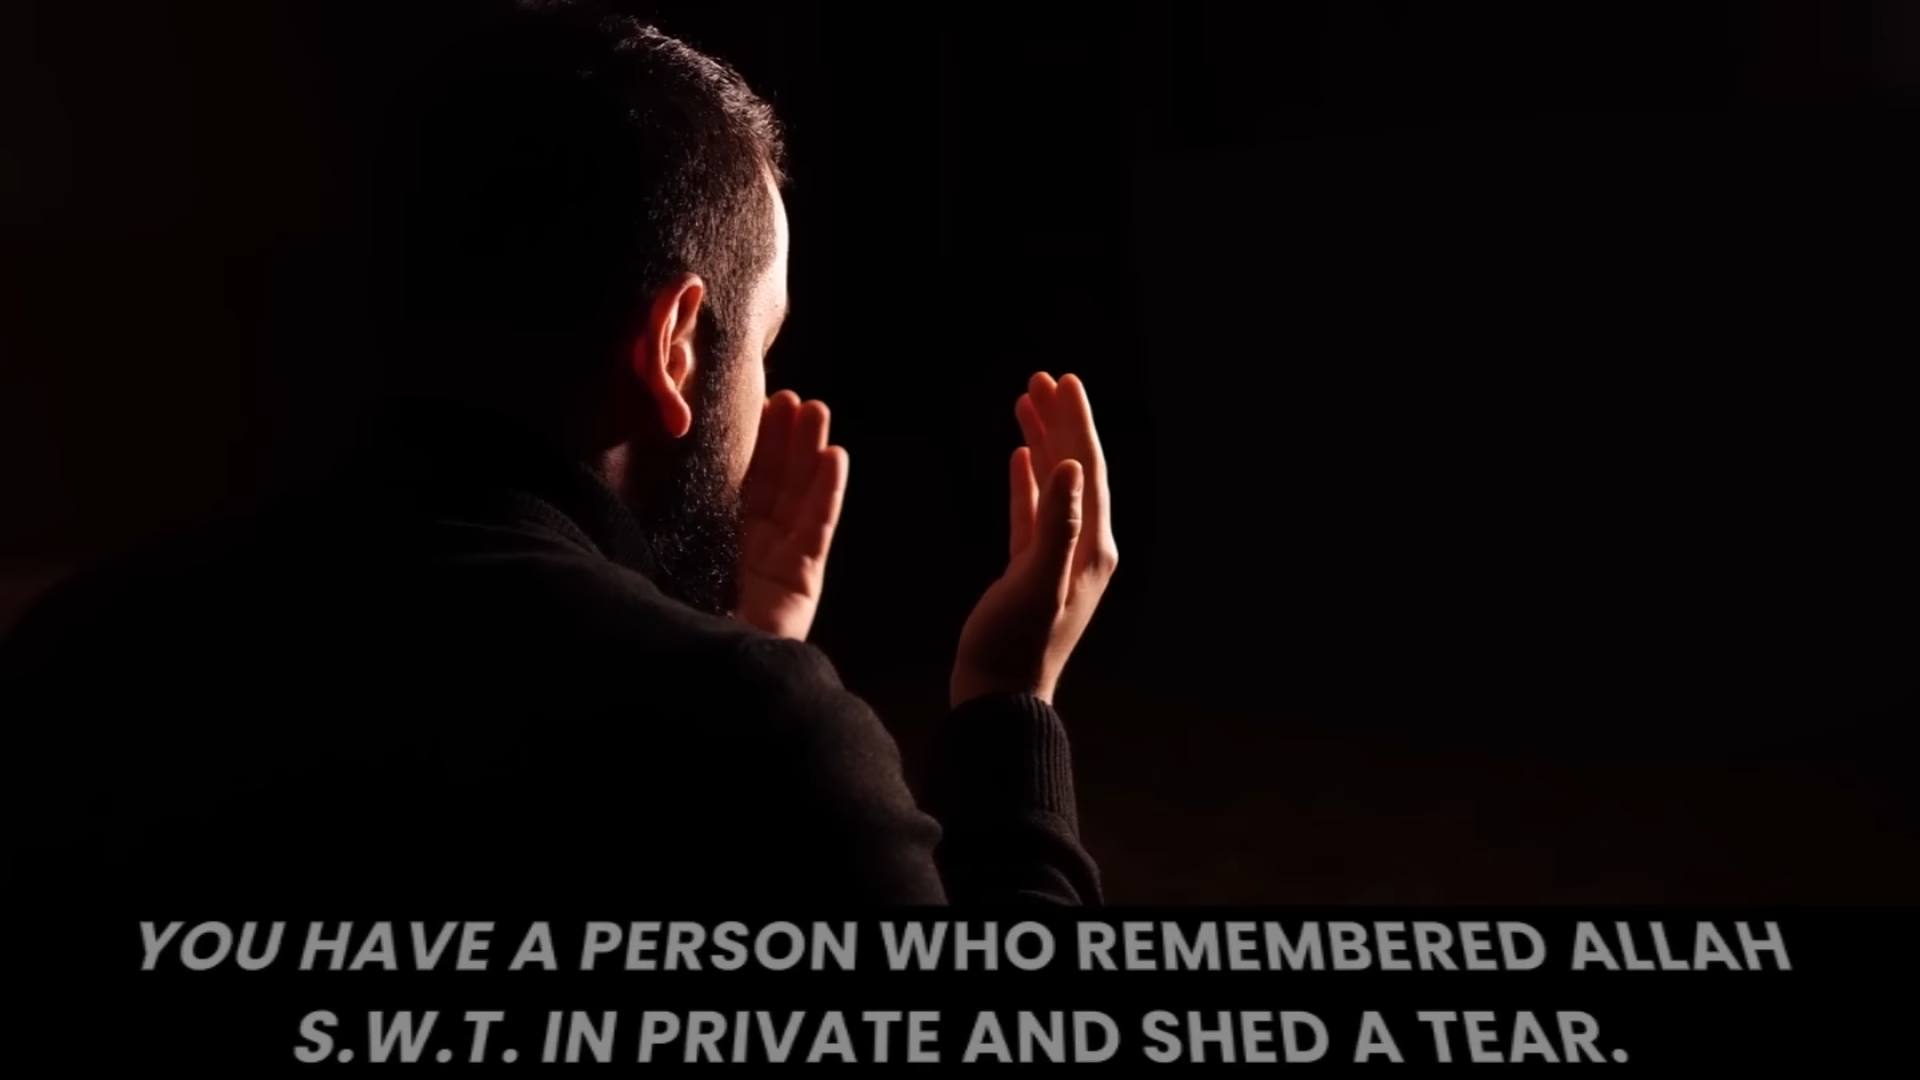 YOU HAVE A PERSON WHO REMEMBERED ALLAH
S.W.T. IN PRIVATE AND SHED A TEAR.